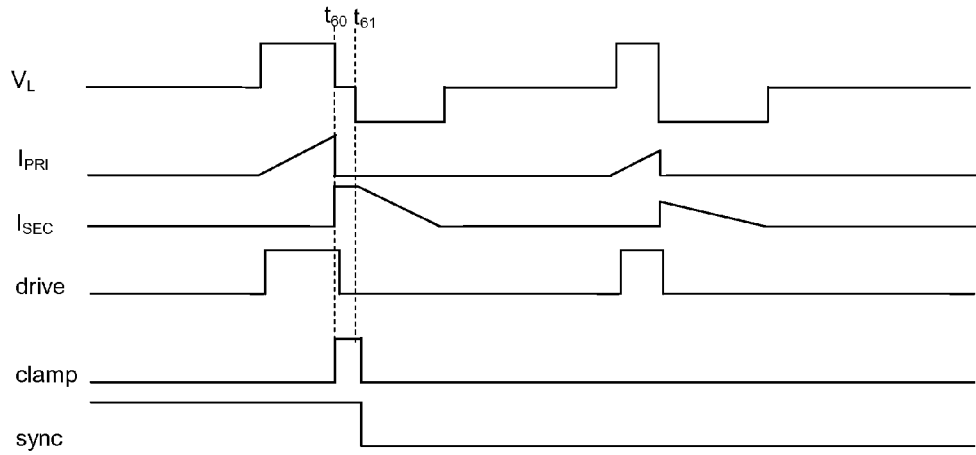 t60 t61
VL
IPRI
ISEC
drive
clamp
sync